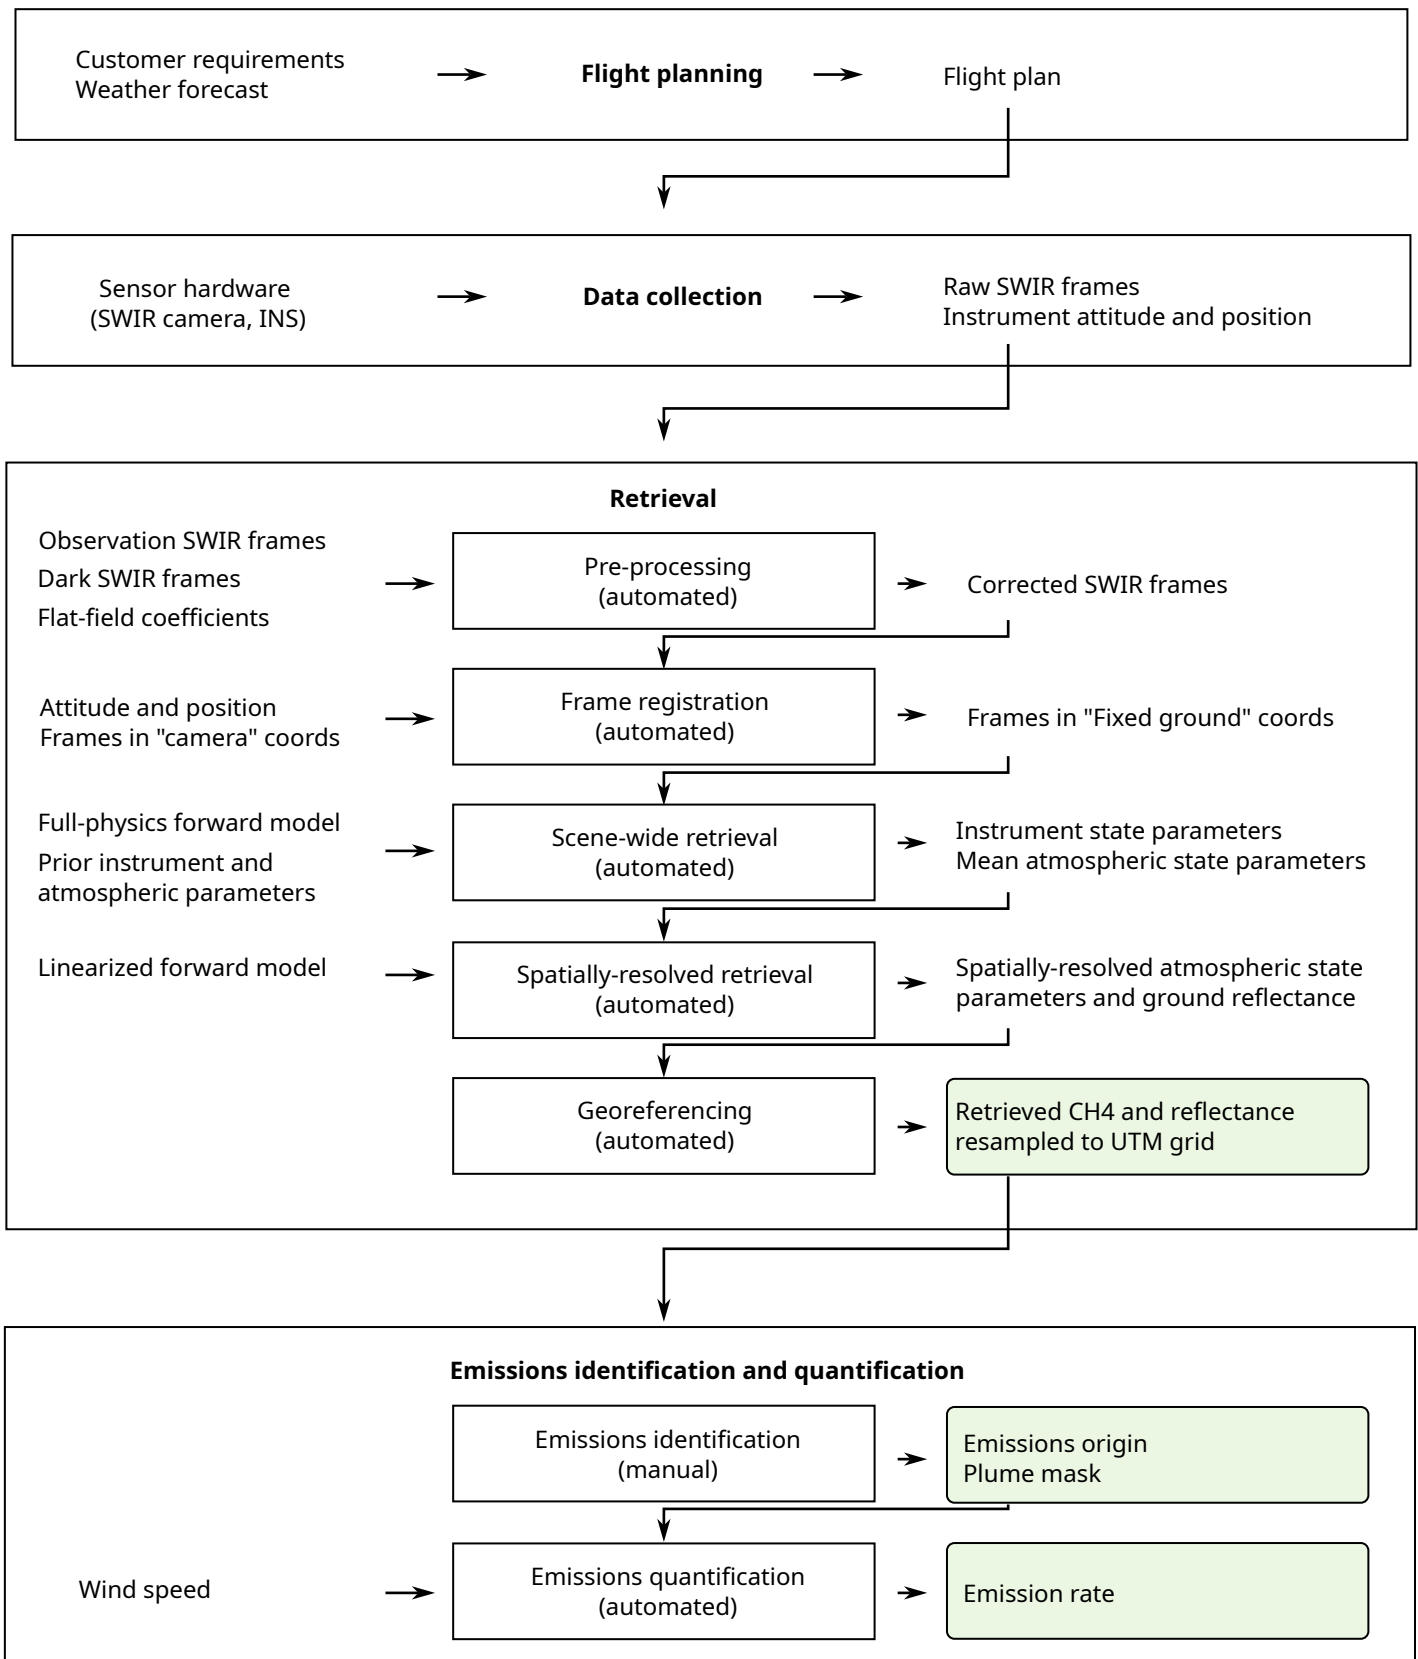 Customer requirements
Weather forecast
Flight planning
Flight plan
Sensor hardware
(SWIR camera, INS)
Data collection
Raw SWIR frames
Instrument attitude and position
Retrieval
Observation SWIR frames
Dark SWIR frames
Flat-field coefficients
Pre-processing
(automated)
Corrected SWIR frames
Attitude and position
Frames in "camera" coords
Frame registration
(automated)
Frames in "Fixed ground" coords
Full-physics forward model
Prior instrument and
atmospheric parameters
Scene-wide retrieval
(automated)
Instrument state parameters
Mean atmospheric state parameters
Linearized forward model
Spatially-resolved retrieval
(automated)
Spatially-resolved atmospheric state
parameters and ground reflectance
Georeferencing
(automated)
Retrieved CH4 and reflectance
resampled to UTM grid
Emissions identification and quantification
Emissions identification
(manual)
Emissions origin
Plume mask
Wind speed
Emissions quantification
(automated)
Emission rate